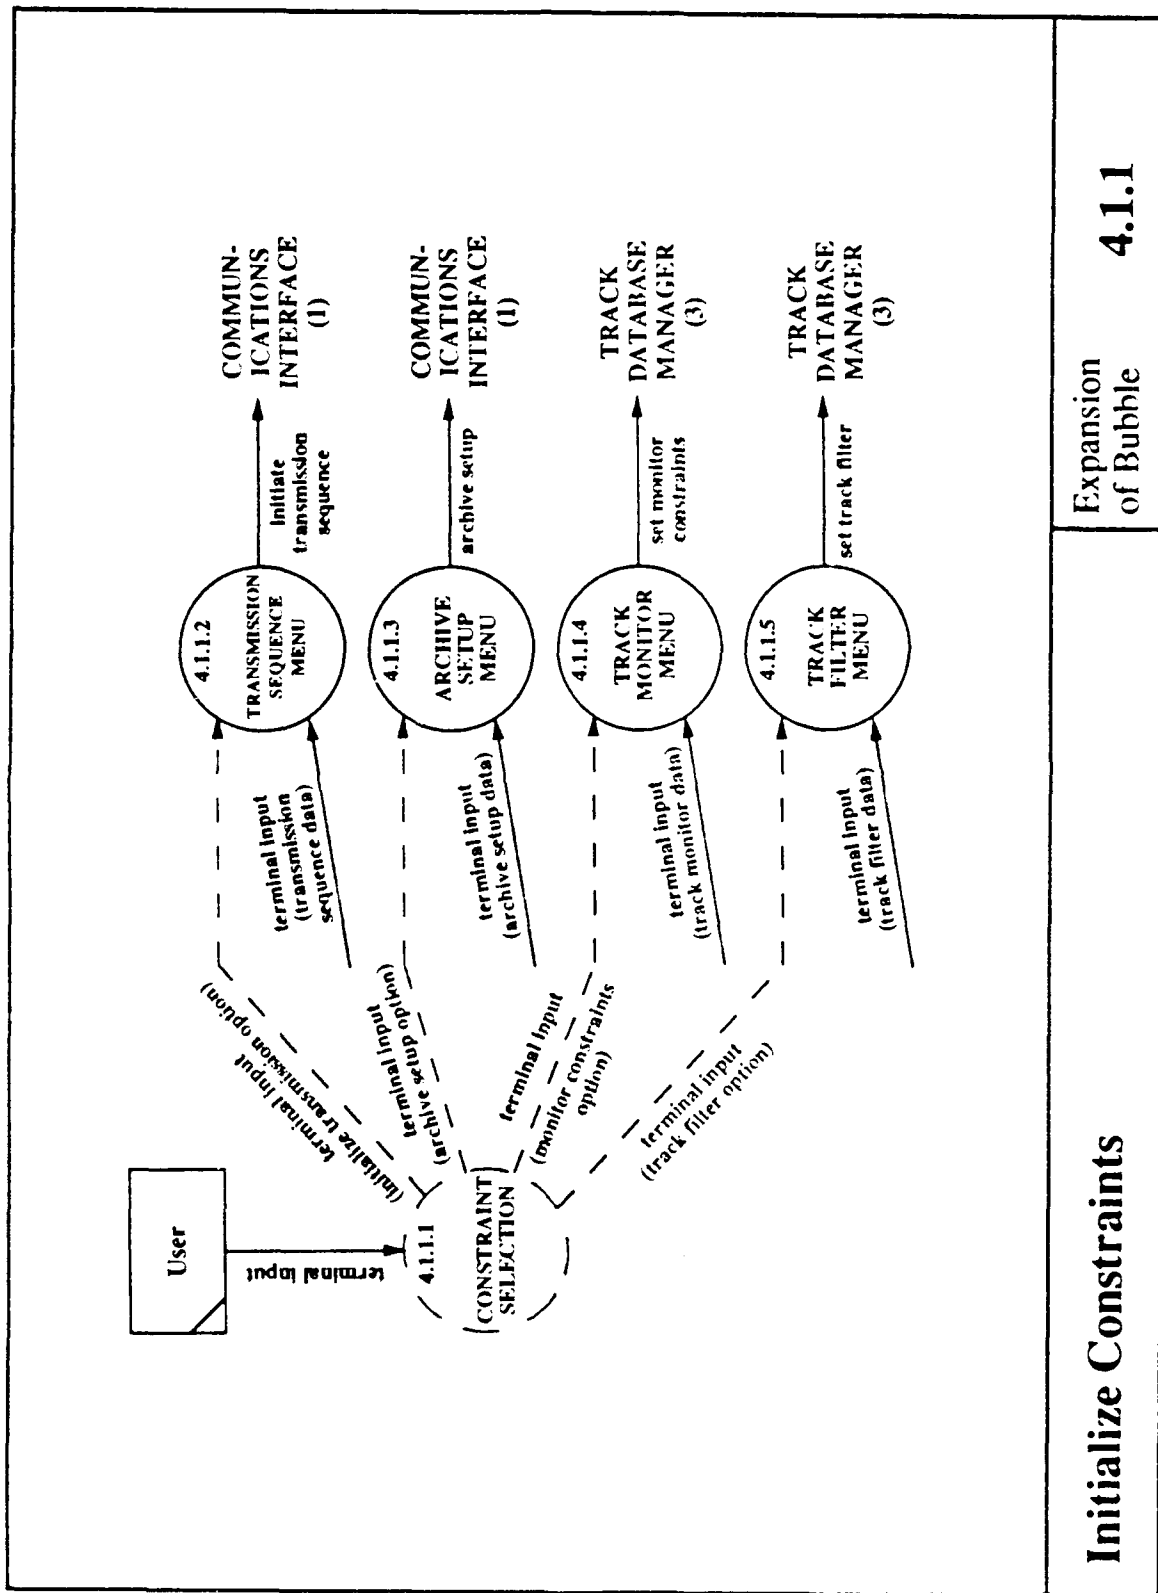 User
terminal input
4.1.1.1
CONSTRAINT
SELECTION
terminal input
(initialize transmission option)
terminal input
(archive setup option)
terminal input
(monitor constraints
option)
terminal input
(track filter option)
terminal input
(transmission
sequence data)
terminal input
(archive setup data)
terminal input
(track monitor data)
terminal input
(track filter data)
4.1.1.2
TRANSMISSION
SEQUENCE
MENU
4.1.1.3
ARCHIVE
SETUP
MENU
4.1.1.4
TRACK
MONITOR
MENU
4.1.1.5
TRACK
FILTER
MENU
initiate
transmission
sequence
archive setup
set monitor
constraints
set track filter
COMMUN-
ICATIONS
INTERFACE
(1)
COMMUN-
ICATIONS
INTERFACE
(1)
TRACK
DATABASE
MANAGER
(3)
TRACK
DATABASE
MANAGER
(3)
Initialize Constraints
Expansion
of Bubble
4.1.1